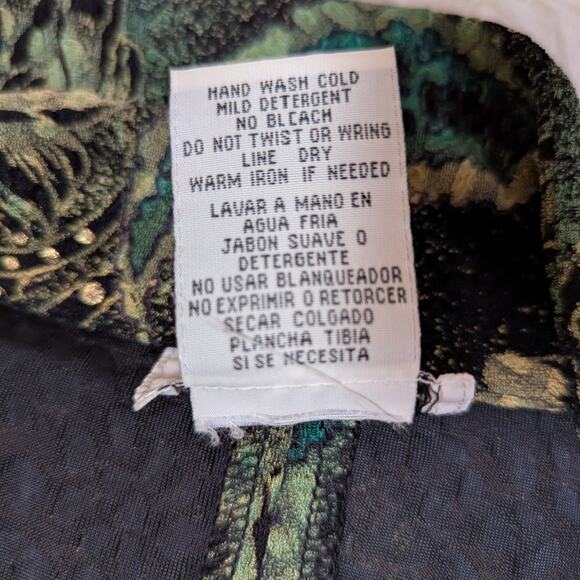 HAND WASH COLD
MILD DETERGENT
NO BLEACH
DO NOT TWIST OR WRING
LINE DRY
WARM IRON IF NEEDED
LAVAR A MANO EN
AGUA FRIA
JABON SUAVE O
DETERGENTE
NO USAR BLANQUEADOR
NO EXPRIMIR O RETORCER
SECAR COLGADO
PLANCHA TIBIA
SI SE NECESITA